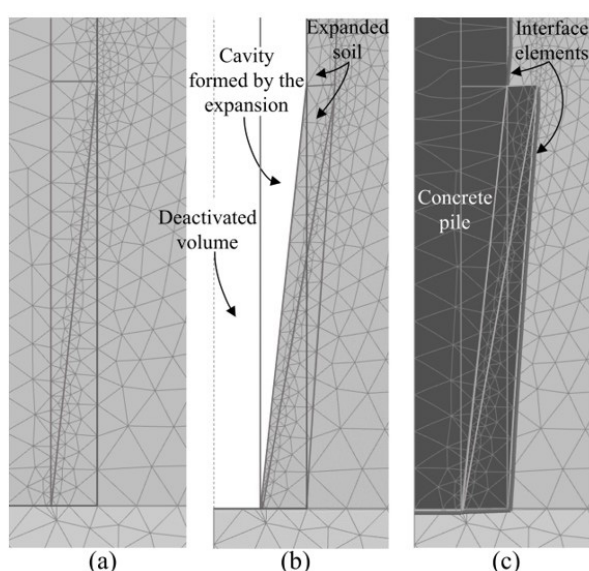 Cavity
formed by the
expansion
Expanded
soil
Deactivated
volume
Interface
elements
Concrete
pile
(a)
(b)
(c)